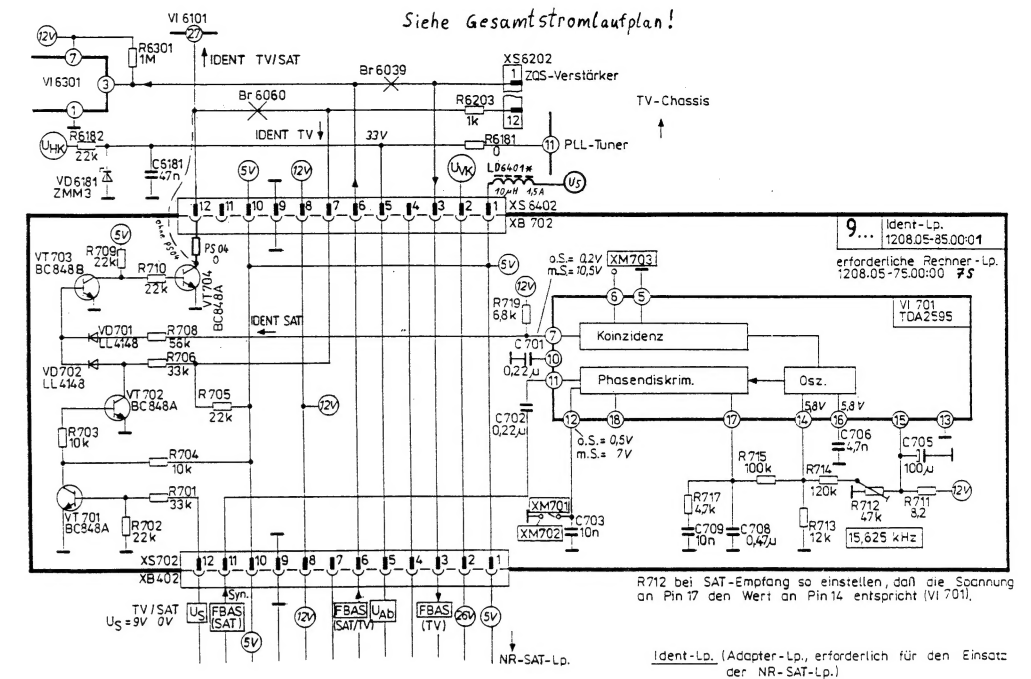 Siehe Gesamtstromlaufplan!
VI 6101
27
12V
R6301
1M
7
IDENT TV/SAT
VI 6301
3
Br 6039
XS6202
1
ZQS-Verstärker
Br 6060
R6203
1k
12
TV-Chassis
1
IDENT TV
33V
R6181
0
11
PLL-Tuner
UHK
R6182
22k
C6181
47n
VD6181
ZMM3
5V
12V
UVK
LD6401*
10µH 1,5A
US
12 11 10 9 8 7 6 5 4 3 2 1
XS 6402
XB 702
ohne PS04
PS04
0
5V
R709
22k
VT703
BC848B
R710
22k
VT704
BC848A
5V
9...
Ident-Lp.
1208.05-85.00:01
erforderliche Rechner-Lp.
1208.05-75.00:00 75
o.S.= 0,2V
m.S.= 10,5V
XM703
12V
R719
6,8k
6
5
VI 701
TDA2595
IDENT SAT
VD701
LL4148
R708
56k
7
Koinzidenz
C701
0,22µ
10
R706
33k
VD702
LL4148
11
Phasendiskrim.
Osz.
VT702
BC848A
R705
22k
12V
C702
0,22µ
12
18
17
5,8V
14
5,8V
16
15
13
R703
10k
o.S.= 0,5V
m.S.= 7V
C706
4,7n
C705
100µ
R704
10k
R715
100k
R714
120k
R701
33k
VT 701
BC848A
R702
22k
XM701
XM702
C703
10n
R717
4,7k
R712
47k
R711
8,2
12V
C709
10n
C708
0,47µ
R713
12k
15,625 kHz
XS702
XB402
12 11 10 9 8 7 6 5 4 3 2 1
R712 bei SAT-Empfang so einstellen, daß die Spannung
an Pin 17 den Wert an Pin 14 entspricht (VI 701).
TV/SAT
US = 9V 0V
US
Syn.
FBAS
(SAT)
5V
12V
FBAS
(SAT/TV)
UAb
FBAS
(TV)
26V
5V
NR-SAT-Lp.
Ident-Lp. (Adapter-Lp., erforderlich für den Einsatz
der NR-SAT-Lp.)